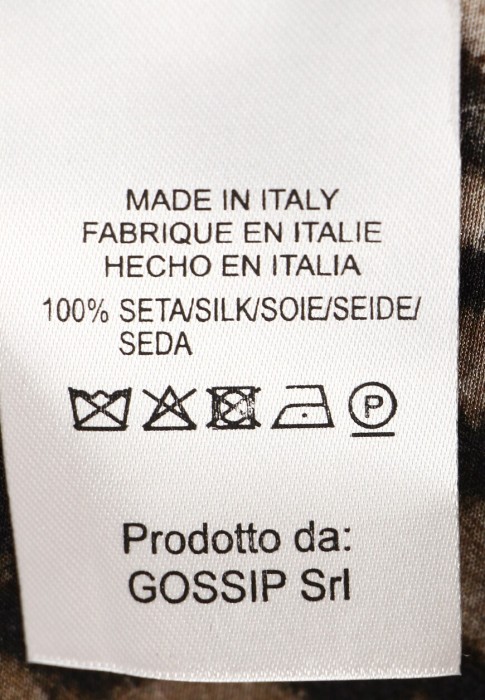 MADE IN ITALY
FABRIQUE EN ITALIE
HECHO EN ITALIA
100% SETA/SILK/SOIE/SEIDE/
SEDA
P
Prodotto da:
GOSSIP Srl